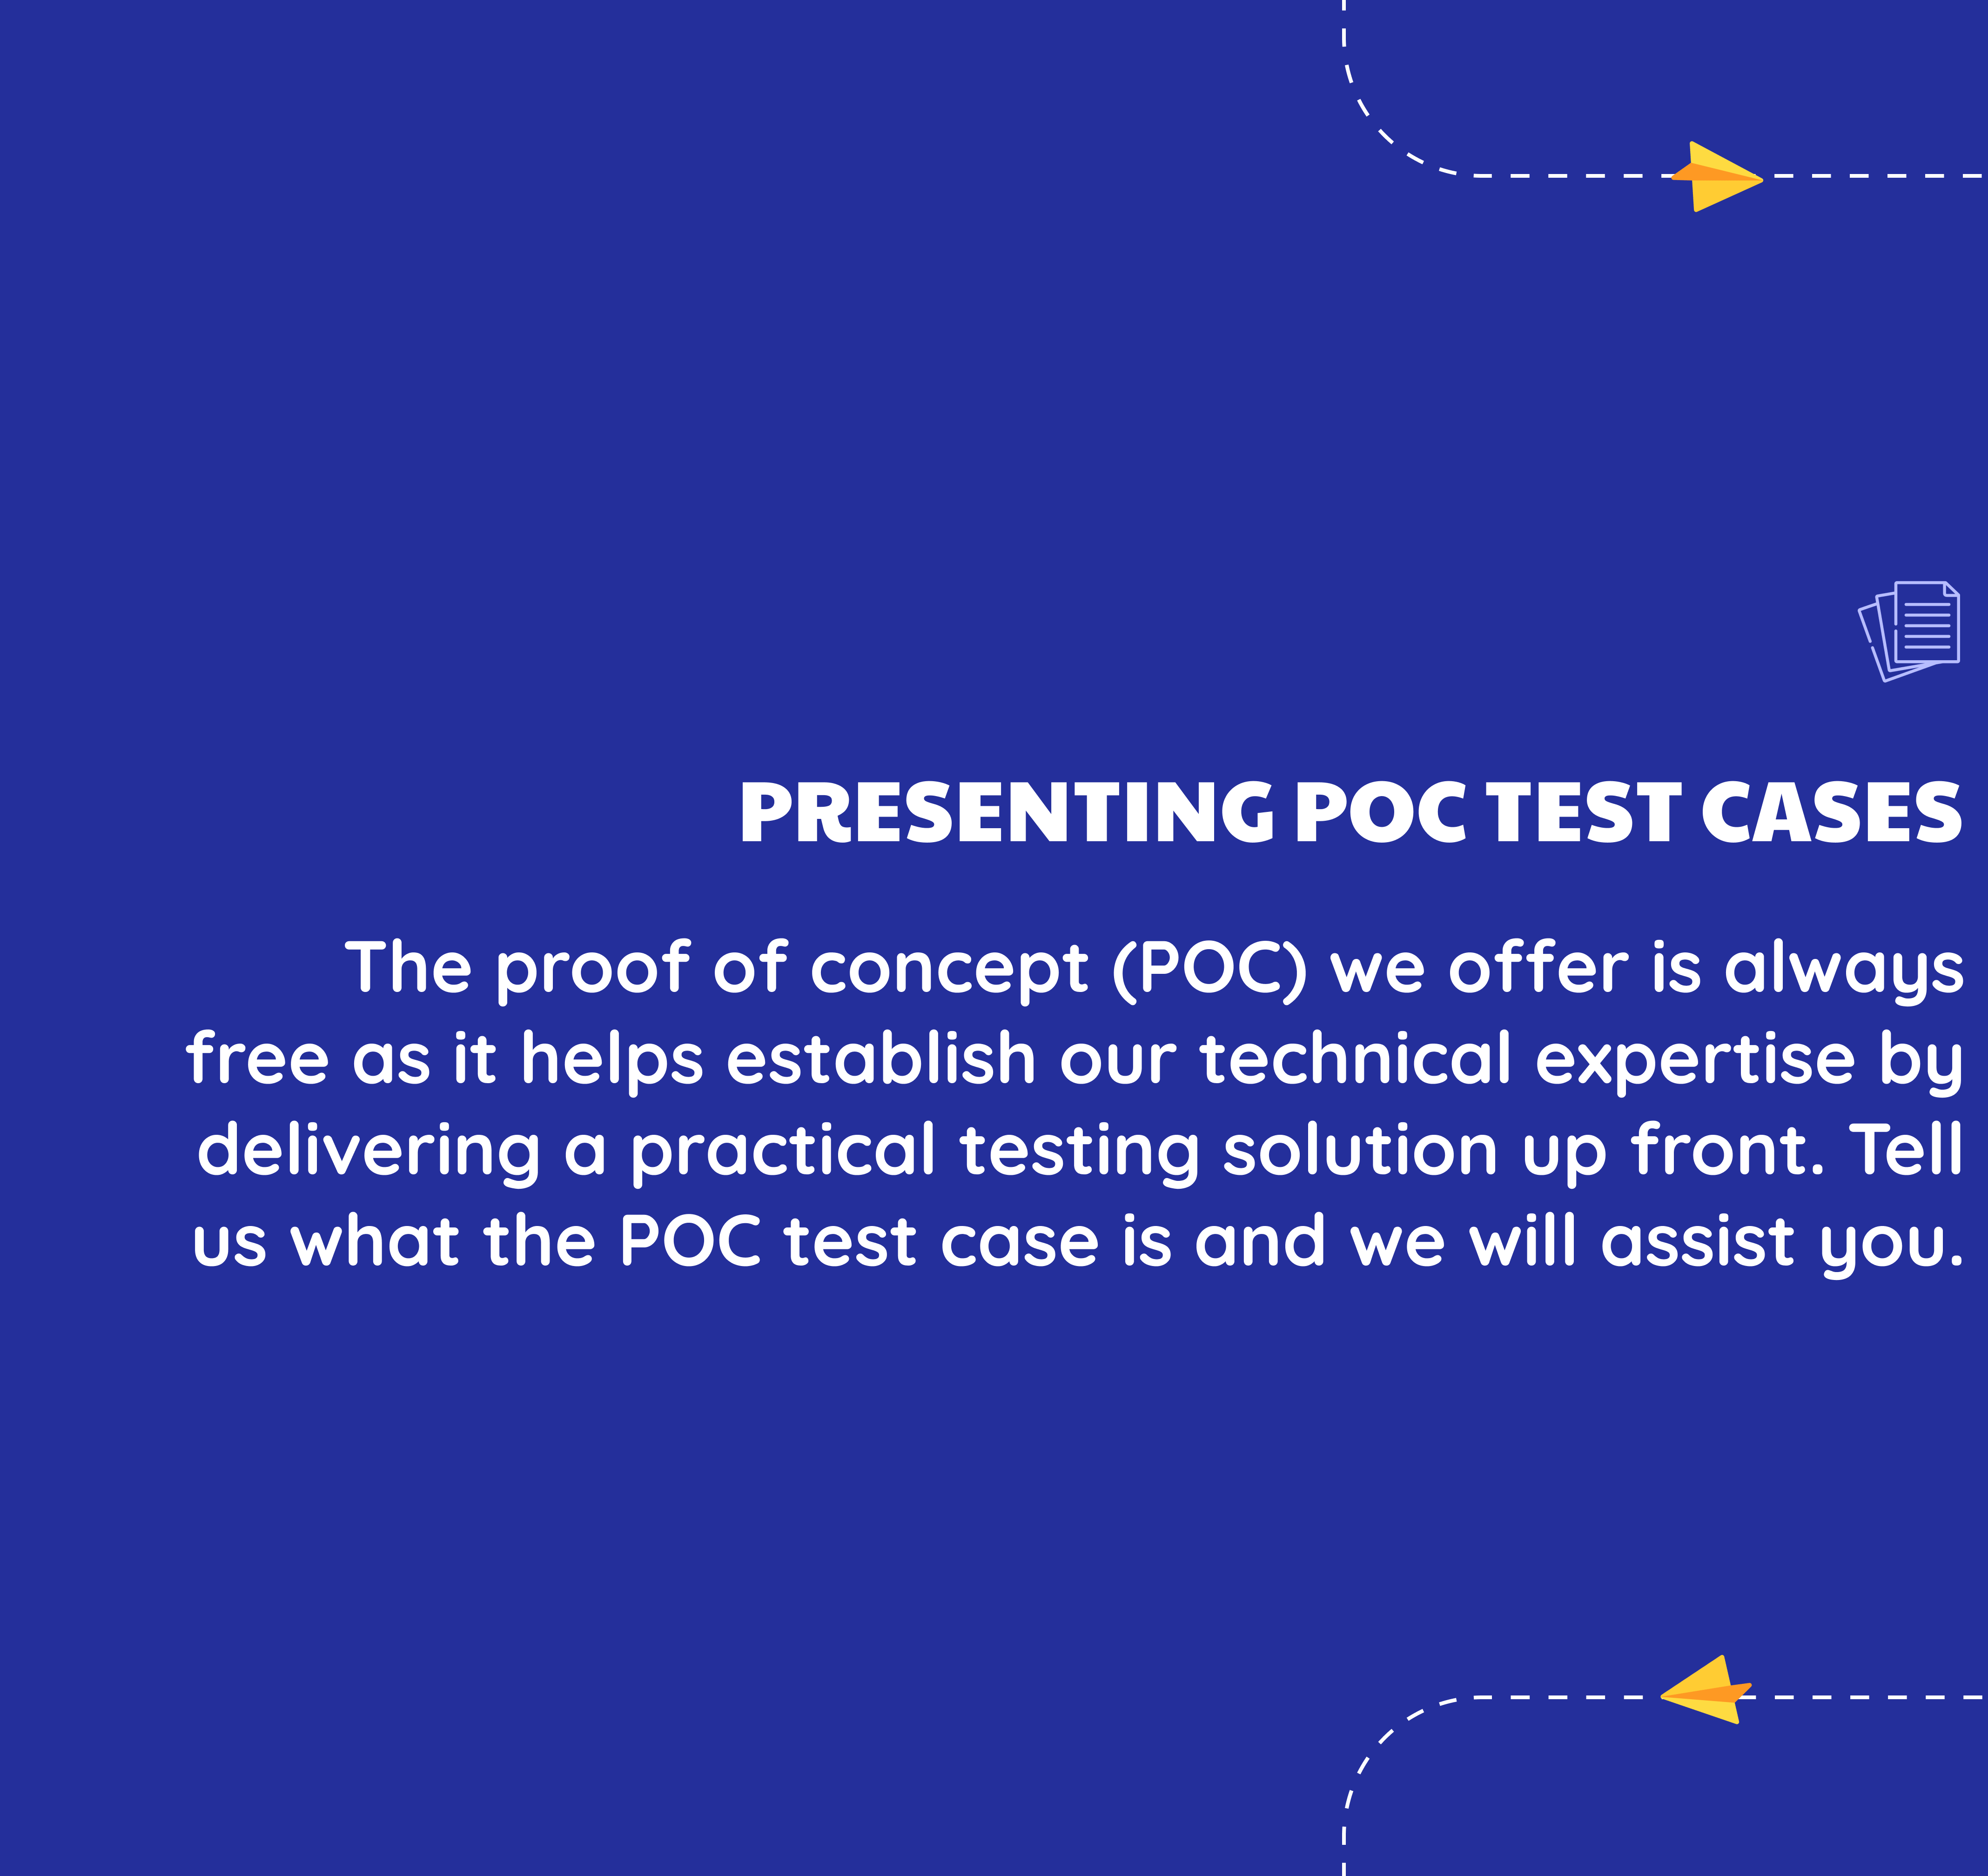 PRESENTING POC TEST CASES
The proof of concept (POC) we offer is always
free as it helps establish our technical expertise by
delivering a practical testing solution up front. Tell
us what the POC test case is and we will assist you.